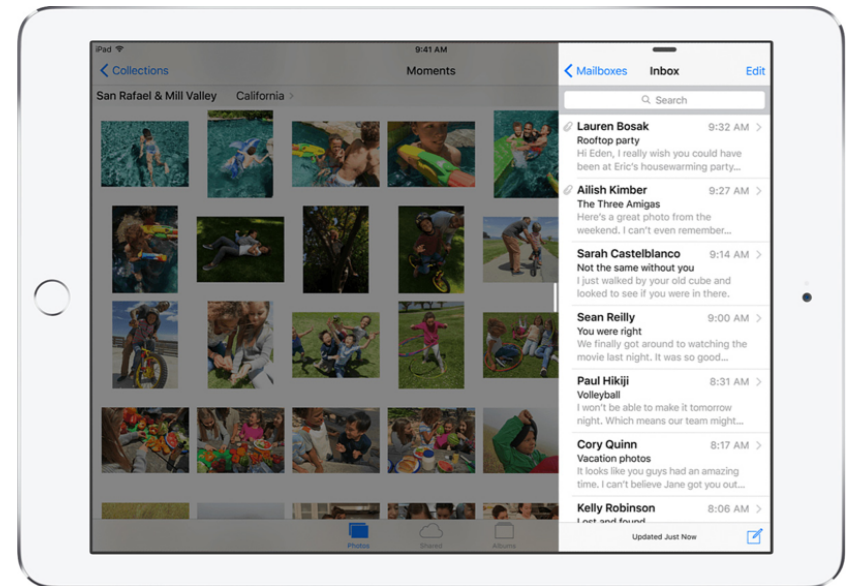 iPad
9:41 AM
Collections
Moments
San Rafael & Mill Valley California >
Photos
Shared
Albums
Mailboxes
Inbox
Edit
Search
Lauren Bosak 9:32 AM >
Rooftop party
Hi Eden, I really wish you could have
been at Eric's housewarming party...
Ailish Kimber 9:27 AM >
The Three Amigas
Here's a great photo from the
weekend. I can't even remember...
Sarah Castelblanco 9:14 AM >
Not the same without you
I just walked by your old cube and
looked to see if you were in there.
Sean Reilly 9:00 AM >
You were right
We finally got around to watching the
movie last night. It was so good...
Paul Hikiji 8:31 AM >
Volleyball
I won't be able to make it tomorrow
night. Which means our team might...
Cory Quinn 8:17 AM >
Vacation photos
It looks like you guys had an amazing
time. I can't believe Jane got you out...
Kelly Robinson 8:06 AM >
Lost and found
Updated Just Now